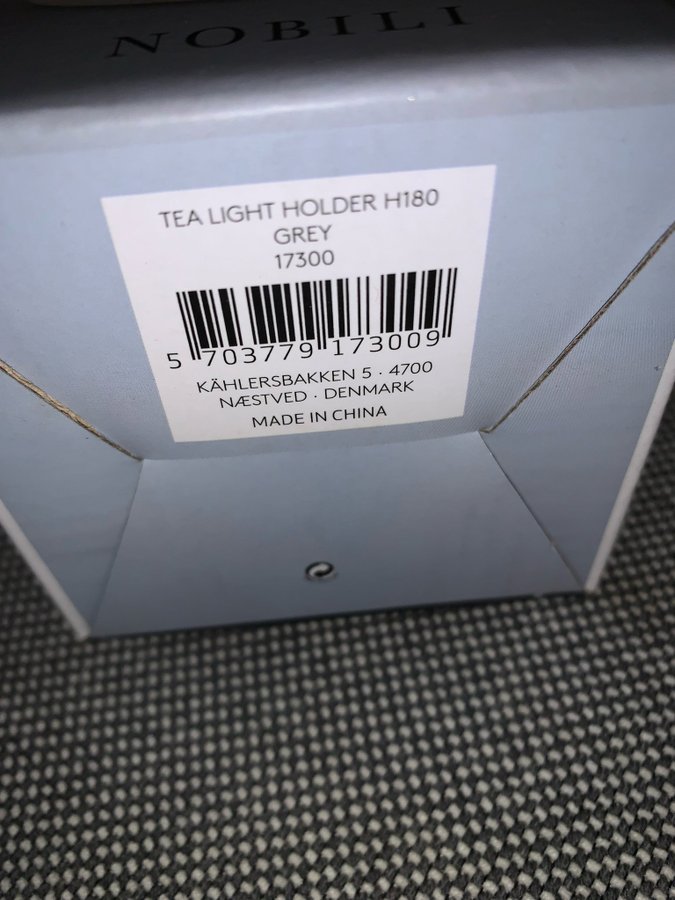 NOBILI
TEA LIGHT HOLDER H180
GREY
17300
5 703779 173009
KÄHLERSBAKKEN 5 · 4700
NÆSTVED · DENMARK
MADE IN CHINA